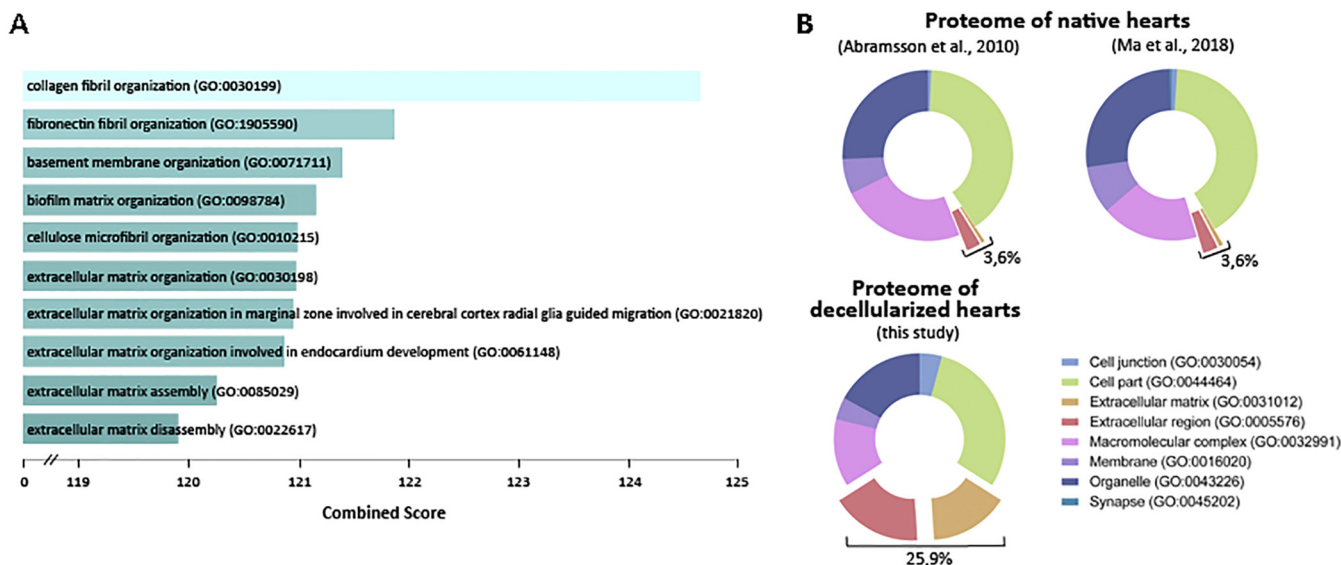 A
collagen fibril organization (GO:0030199)
fibronectin fibril organization (GO:1905590)
basement membrane organization (GO:0071711)
biofilm matrix organization (GO:0098784)
cellulose microfibril organization (GO:0010215)
extracellular matrix organization (GO:0030198)
extracellular matrix organization in marginal zone involved in cerebral cortex radial glia guided migration (GO:0021820)
extracellular matrix organization involved in endocardium development (GO:0061148)
extracellular matrix assembly (GO:0085029)
extracellular matrix disassembly (GO:0022617)
0 // 119 120 121 122 123 124 125
Combined Score
B
Proteome of native hearts
(Abramsson et al., 2010) (Ma et al., 2018)
3,6% 3,6%
Proteome of
decellularized hearts
(this study)
25,9%
Cell junction (GO:0030054)
Cell part (GO:0044464)
Extracellular matrix (GO:0031012)
Extracellular region (GO:0005576)
Macromolecular complex (GO:0032991)
Membrane (GO:0016020)
Organelle (GO:0043226)
Synapse (GO:0045202)